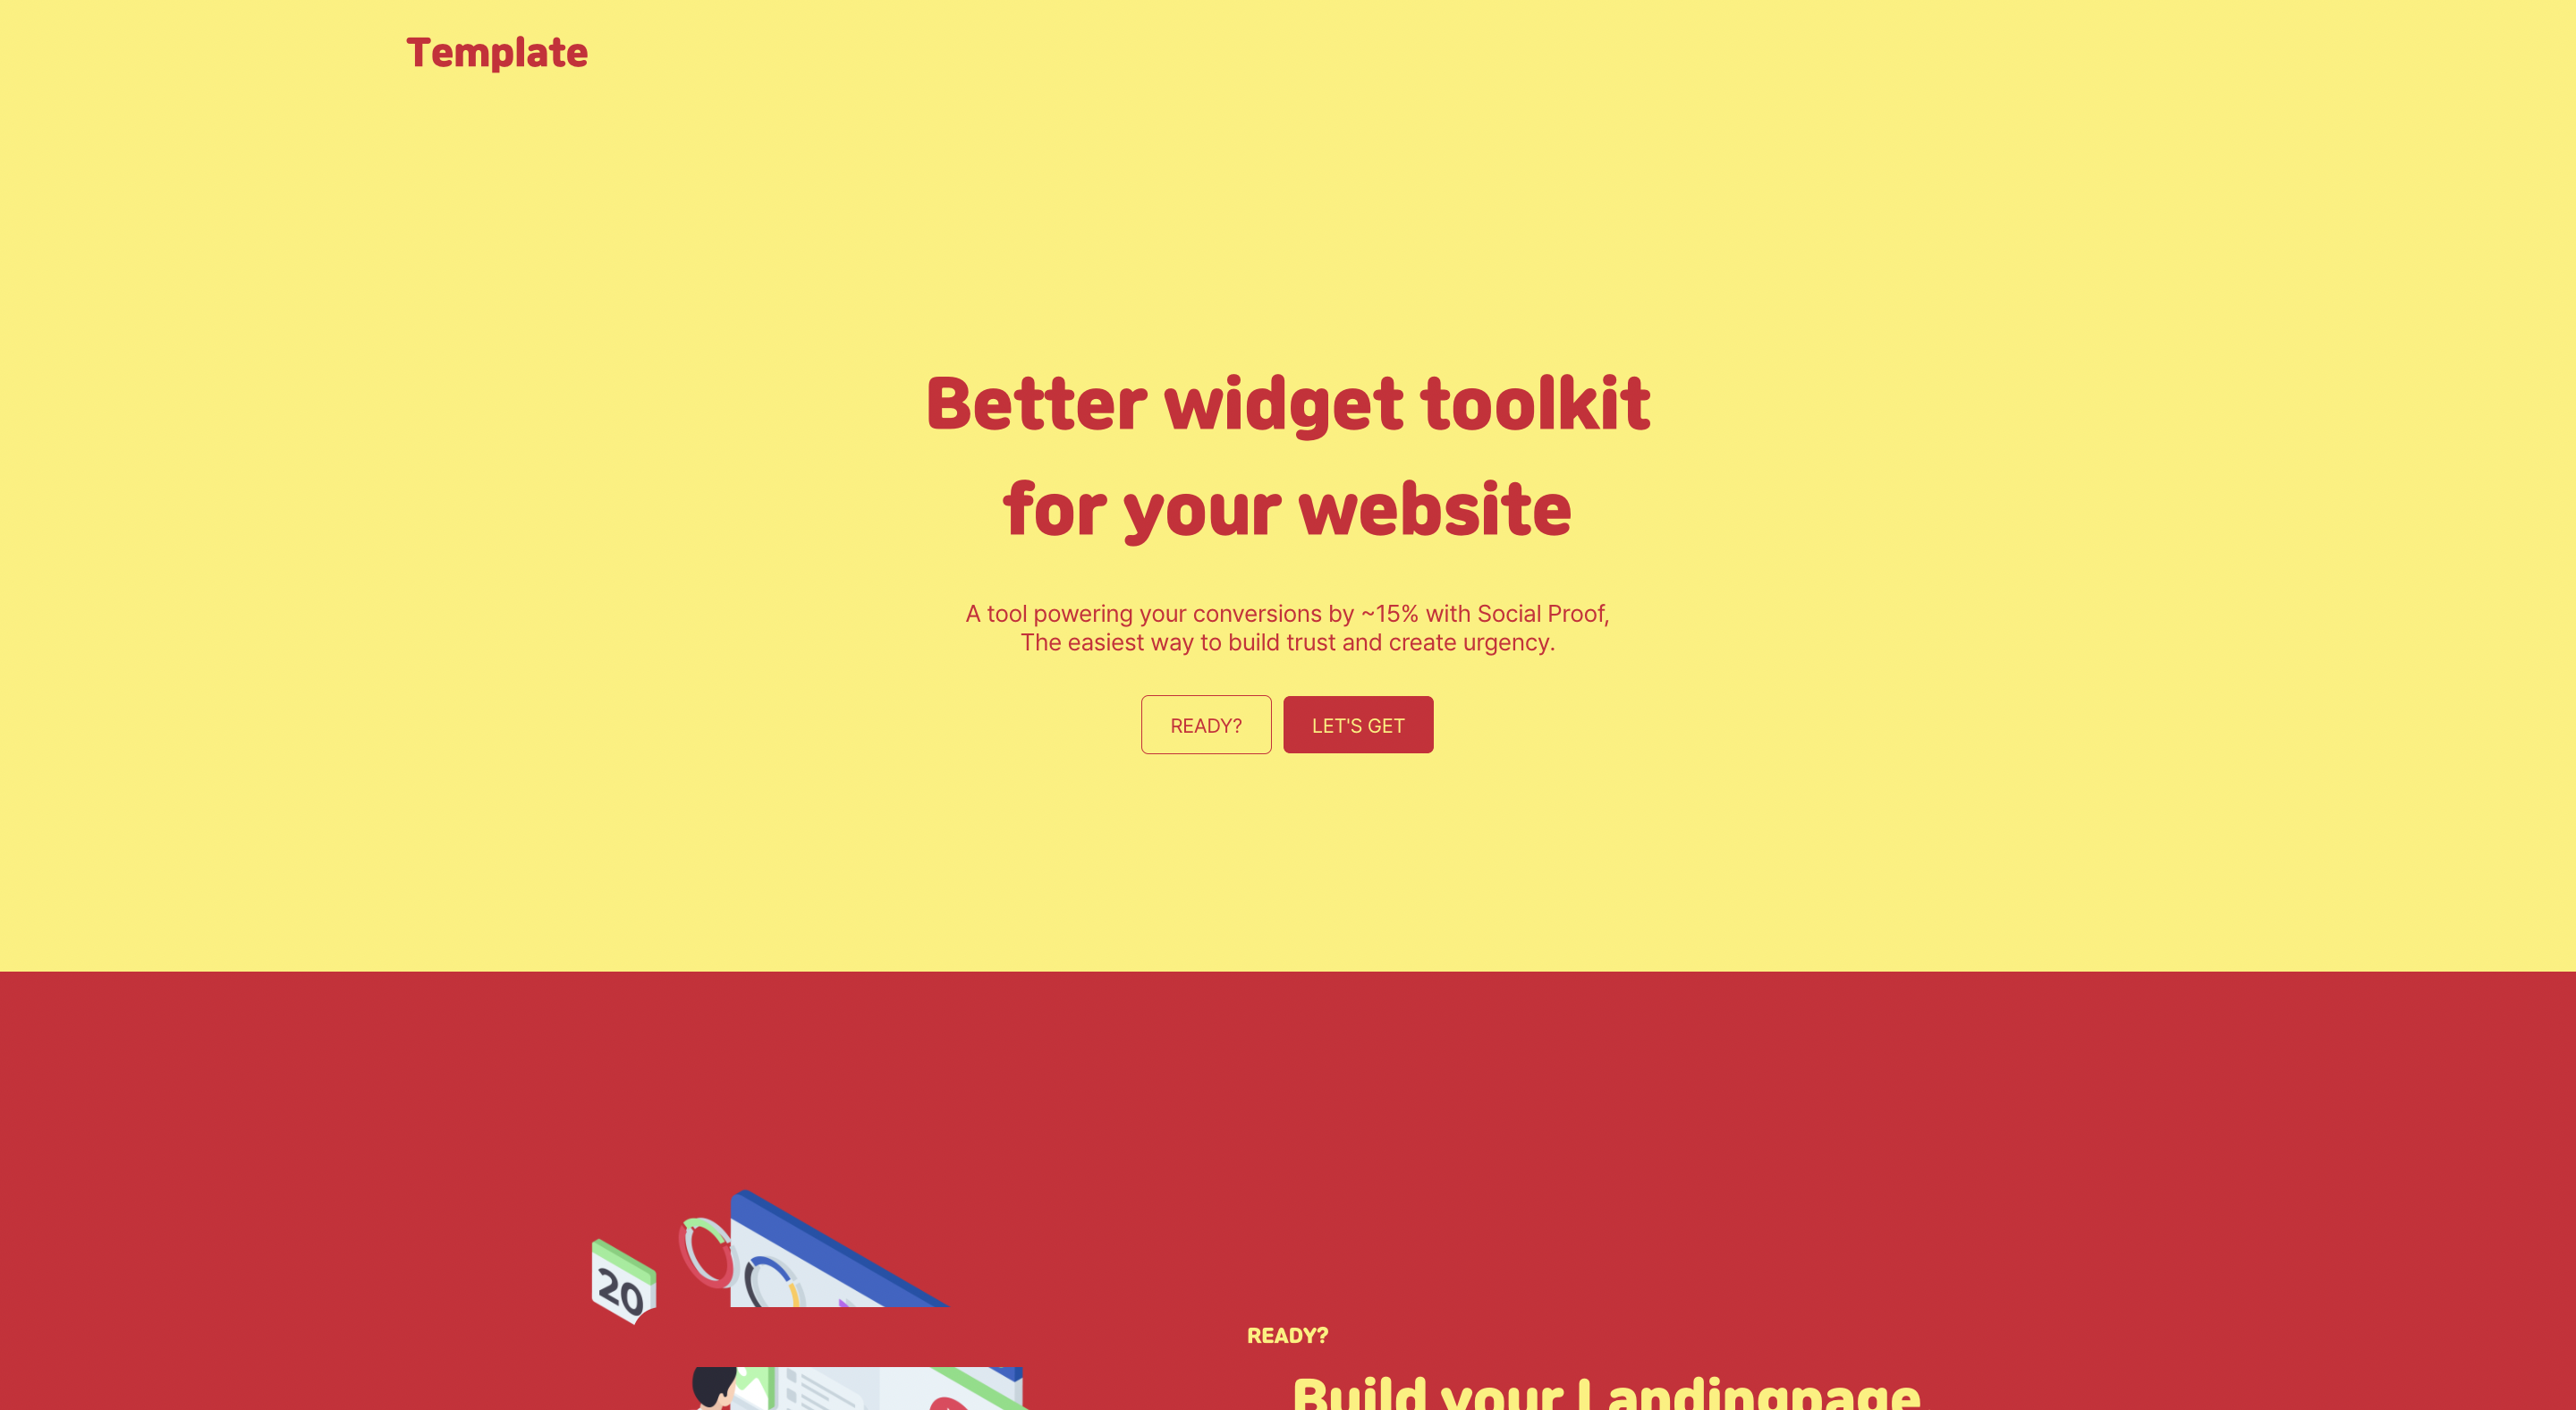 Template
Better widget toolkit
for your website
A tool powering your conversions by ~15% with Social Proof,
The easiest way to build trust and create urgency.
READY?
LET'S GET
20
READY?
Build your Landingpage